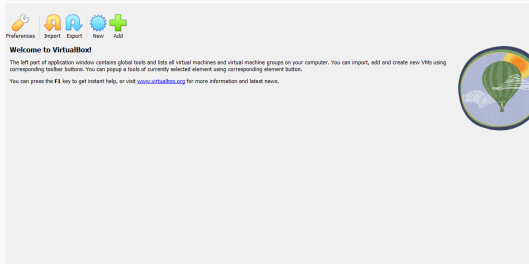 Preferences Import Export New Add
Welcome to VirtualBox!
The left part of application window contains global tools and lists all virtual machines and virtual machine groups on your computer. You can import, add and create new VMs using
corresponding toolbar buttons. You can popup a tools of currently selected element using corresponding element button.
You can press the F1 key to get instant help, or visit www.virtualbox.org for more information and latest news.